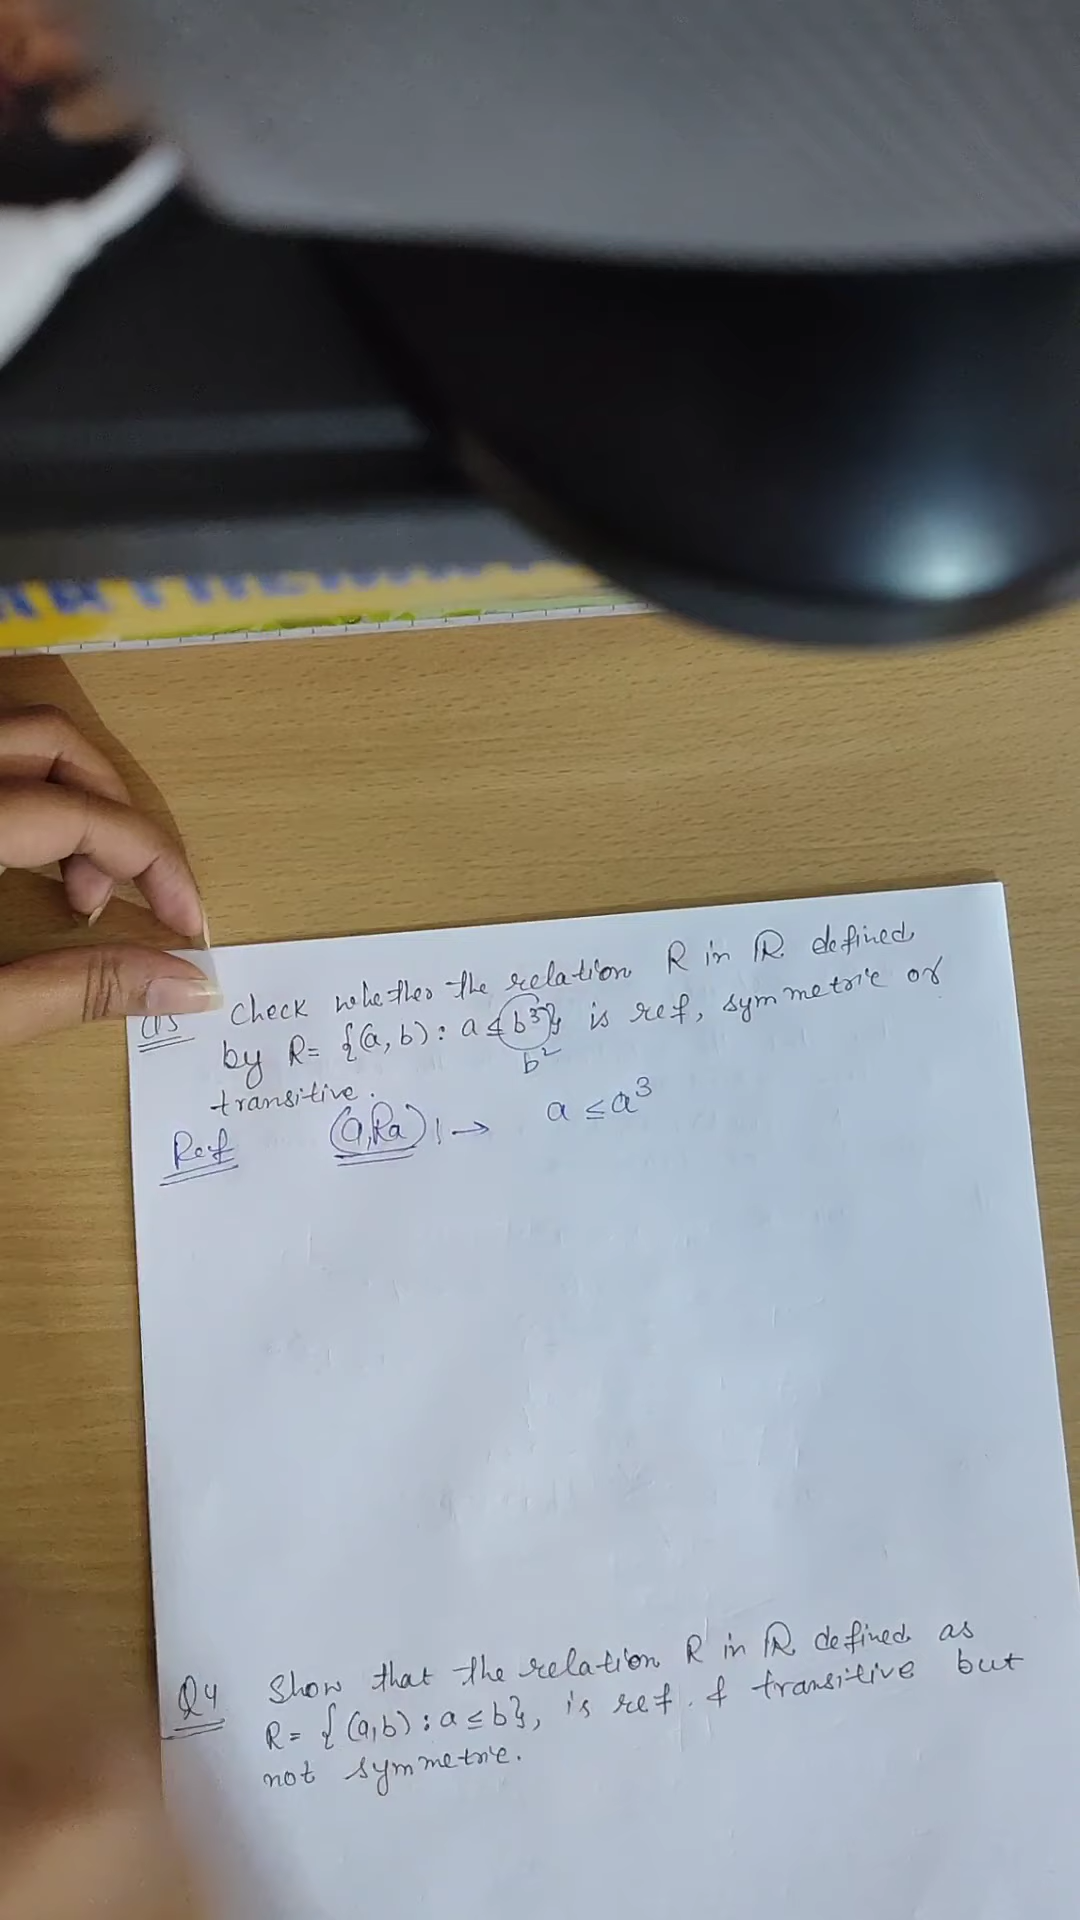 Check whether the relation R in ℝ defined
by R = {(a, b) : a ≤ b³} is ref, symmetric or
b²
transitive.
Ref (a,Ra) : → a ≤ a³
Q4 Show that the relation R in ℝ defined as
R = {(a,b) : a ≤ b}, is ref. & transitive but
not symmetric.